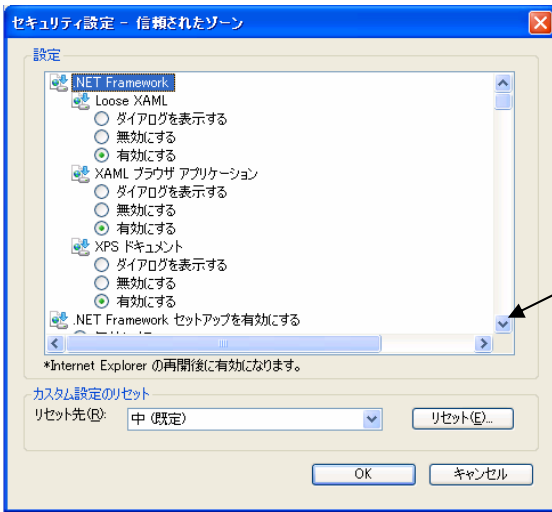 セキュリティ設定 - 信頼されたゾーン
設定
.NET Framework
Loose XAML
ダイアログを表示する
無効にする
有効にする
XAML ブラウザ アプリケーション
ダイアログを表示する
無効にする
有効にする
XPS ドキュメント
ダイアログを表示する
無効にする
有効にする
.NET Framework セットアップを有効にする
*Internet Explorer の再開後に有効になります。
カスタム設定のリセット
リセット先(R): 中 (既定) リセット(E)...
OK キャンセル